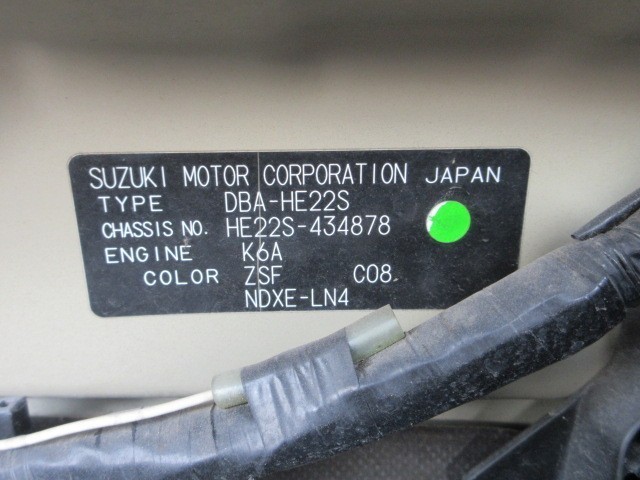 SUZUKI MOTOR CORPORATION JAPAN
TYPE DBA-HE22S
CHASSIS NO. HE22S-434878
ENGINE K6A
COLOR ZSF C08
NDXE-LN4